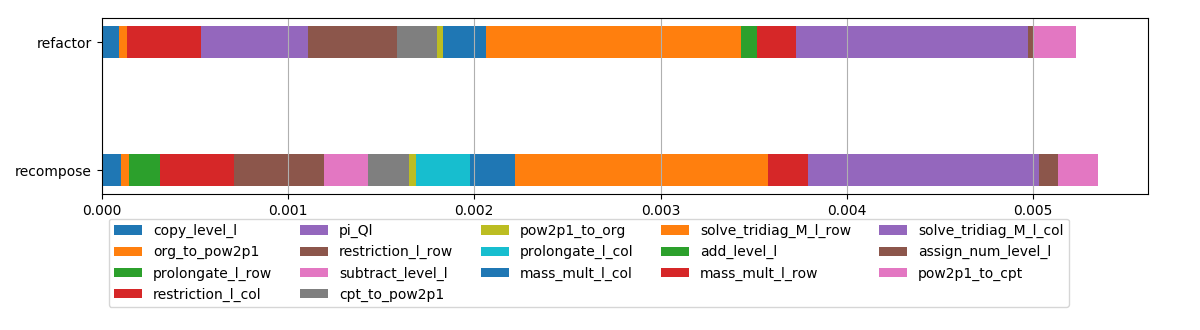 refactor
recompose
0.000 0.001 0.002 0.003 0.004 0.005
copy_level_l pi_Ql pow2p1_to_org solve_tridiag_M_l_row solve_tridiag_M_l_col
org_to_pow2p1 restriction_l_row prolongate_l_col add_level_l assign_num_level_l
prolongate_l_row subtract_level_l mass_mult_l_col mass_mult_l_row pow2p1_to_cpt
restriction_l_col cpt_to_pow2p1